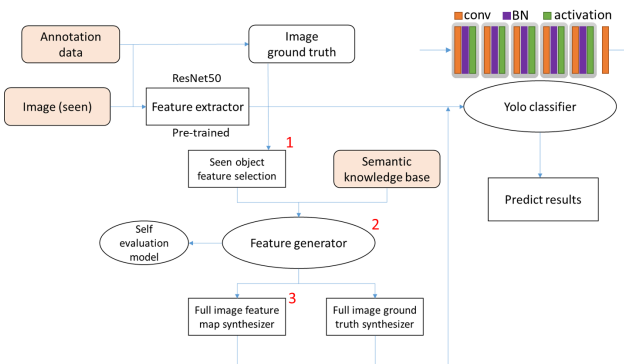 conv BN activation
Annotation
data
Image
ground truth
ResNet50
Image (seen)
Feature extractor
Yolo classifier
Pre-trained
1
Seen object
feature selection
Semantic
knowledge base
Predict results
2
Self
evaluation
model
Feature generator
3
Full image feature
map synthesizer
Full image ground
truth synthesizer